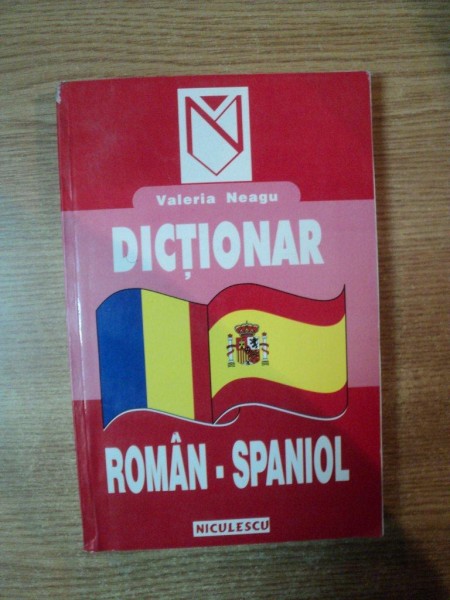 Valeria Neagu
DICȚIONAR
ROMÂN - SPANIOL
NICULESCU